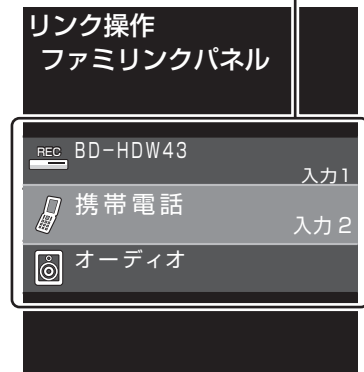 リンク操作
ファミリンクパネル
REC BD-HDW43
入力1
携帯電話
入力2
オーディオ